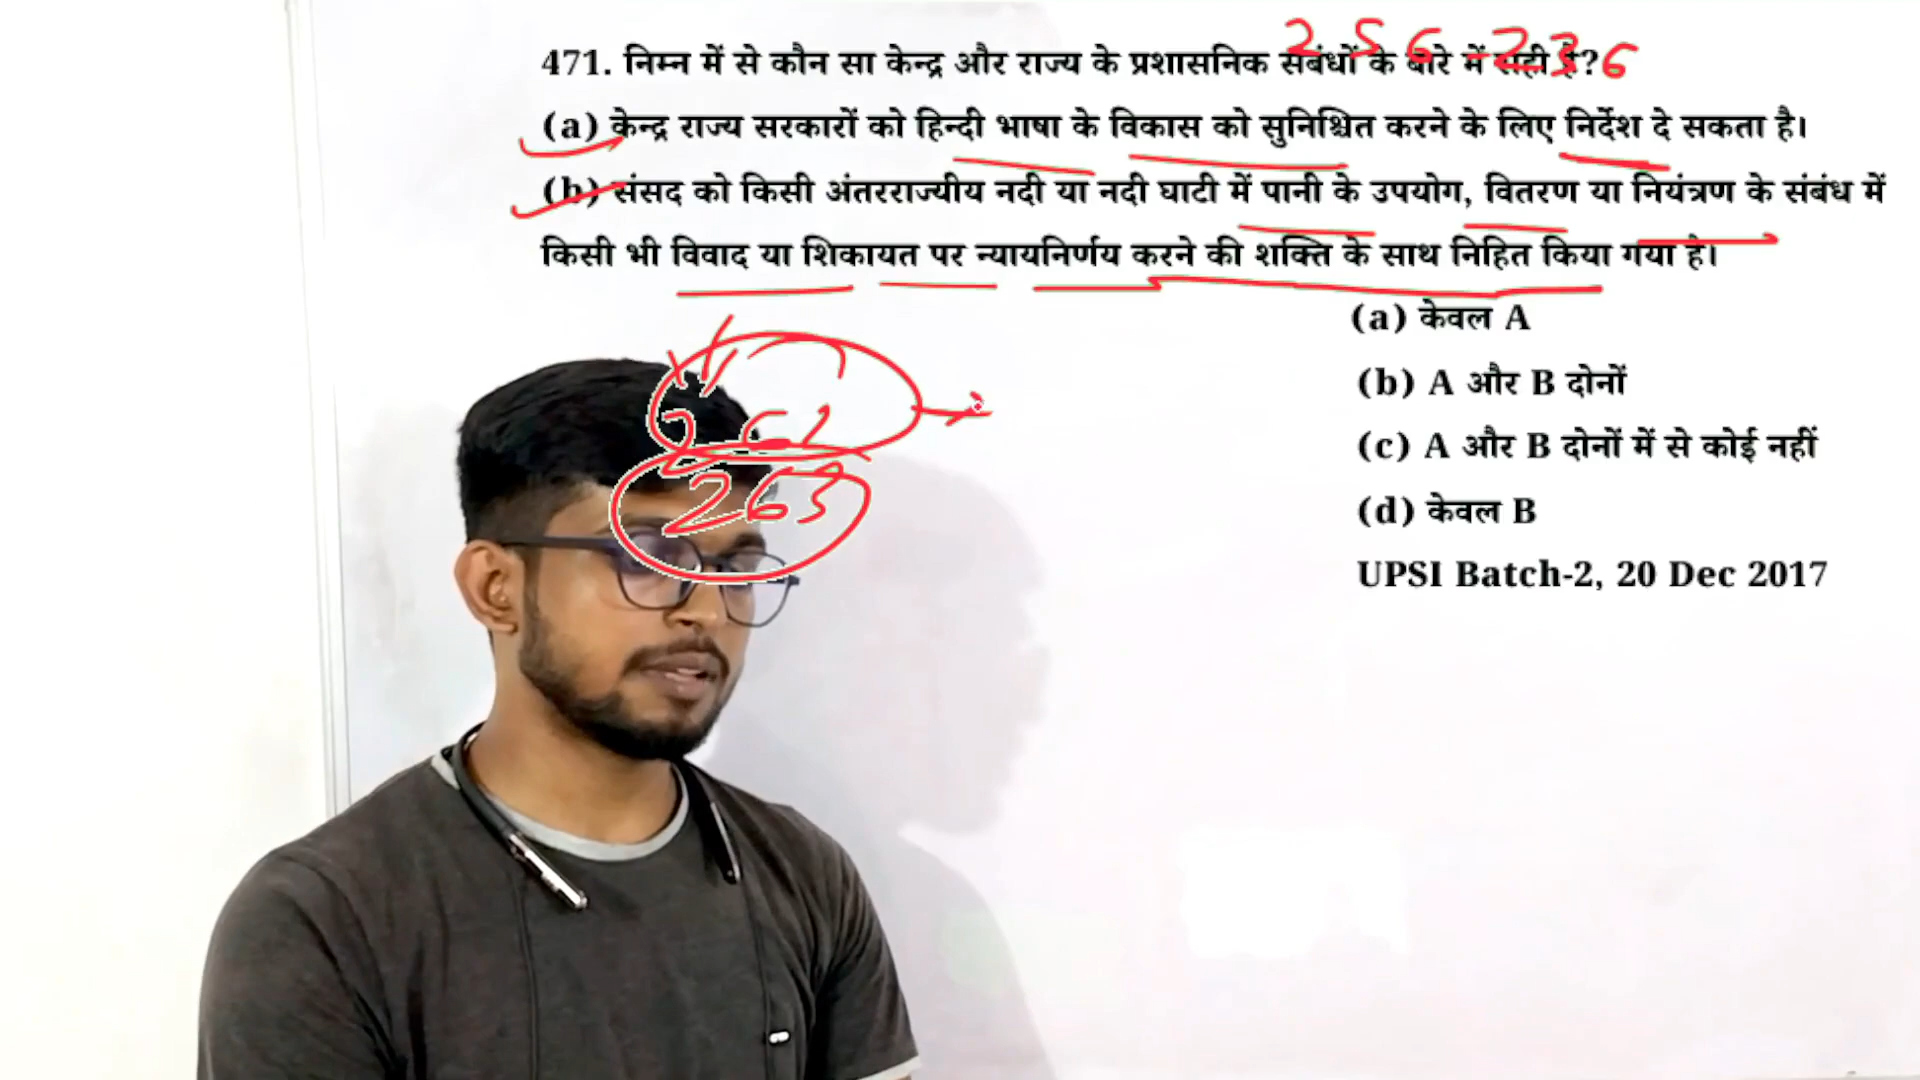 256-236
471. निम्न में से कौन सा केन्द्र और राज्य के प्रशासनिक संबंधों के बारे में सही है?
(a) केन्द्र राज्य सरकारों को हिन्दी भाषा के विकास को सुनिश्चित करने के लिए निर्देश दे सकता है।
(b) संसद को किसी अंतरराज्यीय नदी या नदी घाटी में पानी के उपयोग, वितरण या नियंत्रण के संबंध में
किसी भी विवाद या शिकायत पर न्यायनिर्णय करने की शक्ति के साथ निहित किया गया है।
(a) केवल A
(b) A और B दोनों
(c) A और B दोनों में से कोई नहीं
(d) केवल B
263
UPSI Batch-2, 20 Dec 2017